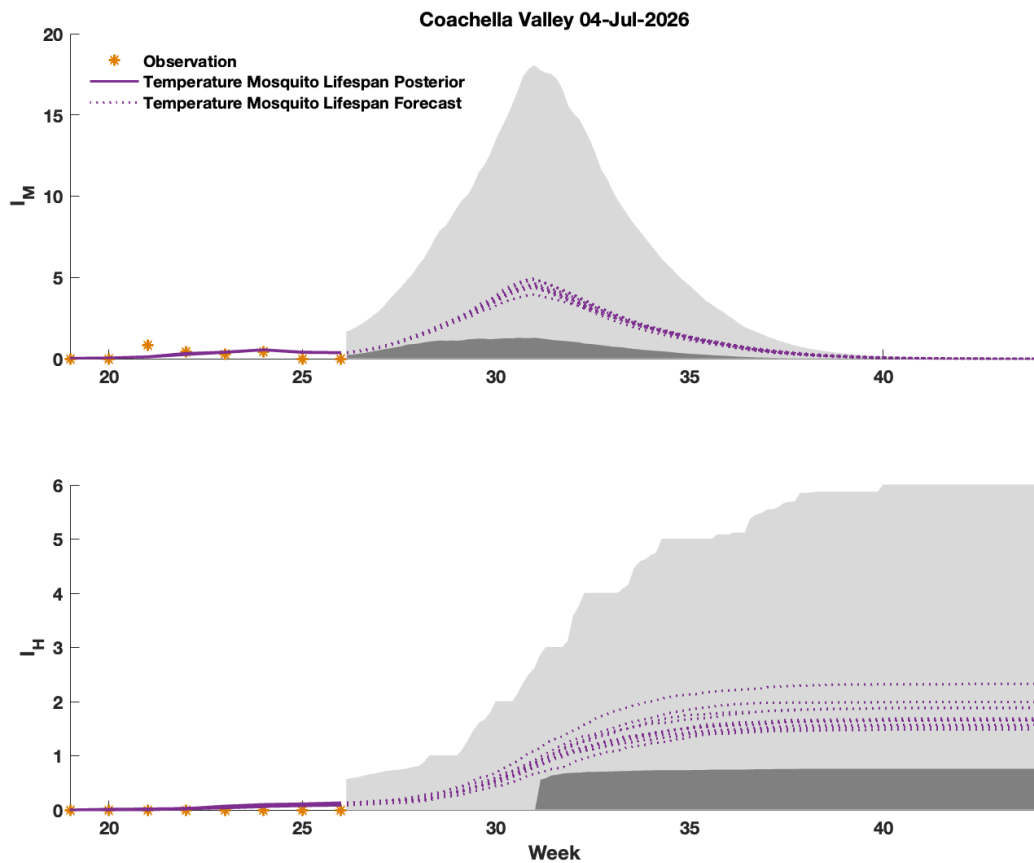 Coachella Valley 04-Jul-2026
Observation
Temperature Mosquito Lifespan Posterior
Temperature Mosquito Lifespan Forecast
20
15
10
5
0
I_M
20 25 30 35 40
6
5
4
3
2
1
0
I_H
20 25 30 35 40
Week